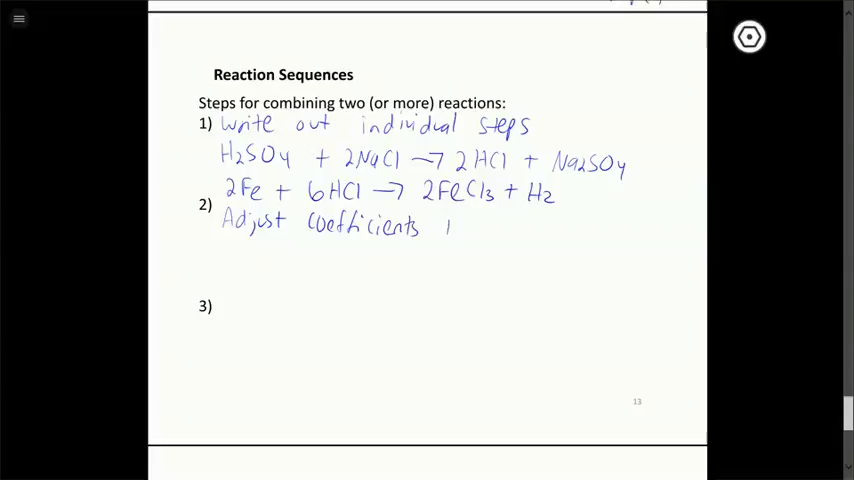 Reaction Sequences
Steps for combining two (or more) reactions:
1) Write out individual steps
H2SO4 + 2NaCl → 2HCl + Na2SO4
2Fe + 6HCl → 2FeCl3 + H2
2) Adjust coefficients
3)
13